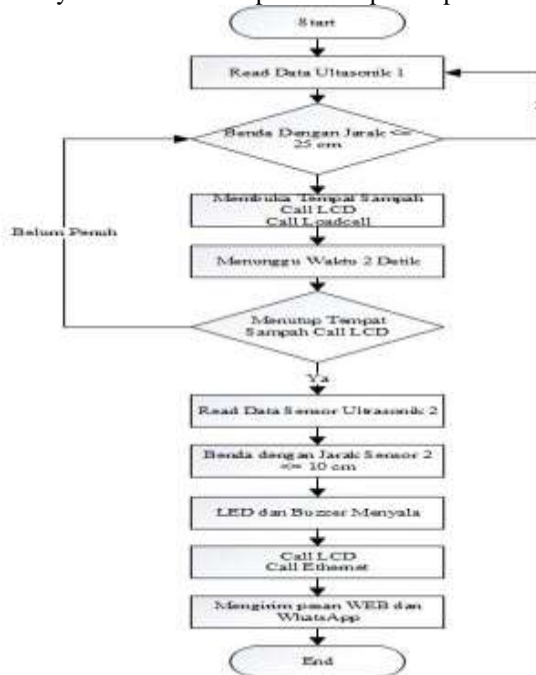 Start
Read Data Ultasonik 1
Benda Dengan Jarak <=
25 cm
Membuka Tempat Sampah
Call LCD
Call Loadcell
Belum Penuh
Menunggu Waktu 2 Detik
Menutup Tempat
Sampah Call LCD
Ya
Read Data Sensor Ultrasonik 2
Benda dengan Jarak Sensor 2
<= 10 cm
LED dan Buzzer Menyala
Call LCD
Call Ethernet
Mengirim pesan WEB dan
WhatsApp
End